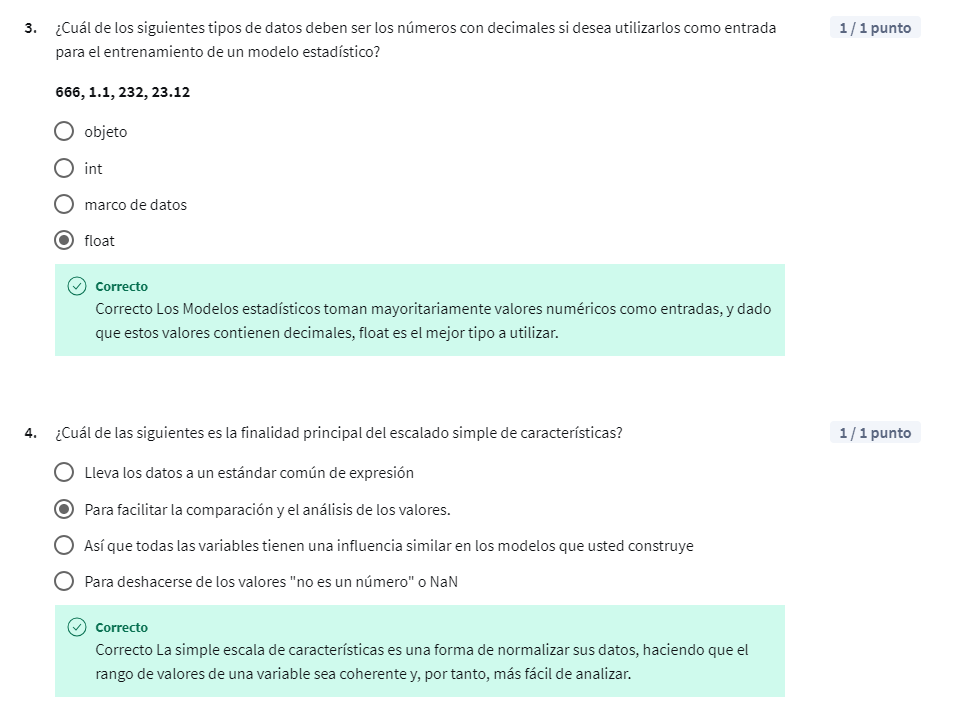 3. ¿Cuál de los siguientes tipos de datos deben ser los números con decimales si desea utilizarlos como entrada
para el entrenamiento de un modelo estadístico?
1 / 1 punto
666, 1.1, 232, 23.12
objeto
int
marco de datos
float
Correcto
Correcto Los Modelos estadísticos toman mayoritariamente valores numéricos como entradas, y dado
que estos valores contienen decimales, float es el mejor tipo a utilizar.
4. ¿Cuál de las siguientes es la finalidad principal del escalado simple de características?
1 / 1 punto
Lleva los datos a un estándar común de expresión
Para facilitar la comparación y el análisis de los valores.
Así que todas las variables tienen una influencia similar en los modelos que usted construye
Para deshacerse de los valores "no es un número" o NaN
Correcto
Correcto La simple escala de características es una forma de normalizar sus datos, haciendo que el
rango de valores de una variable sea coherente y, por tanto, más fácil de analizar.